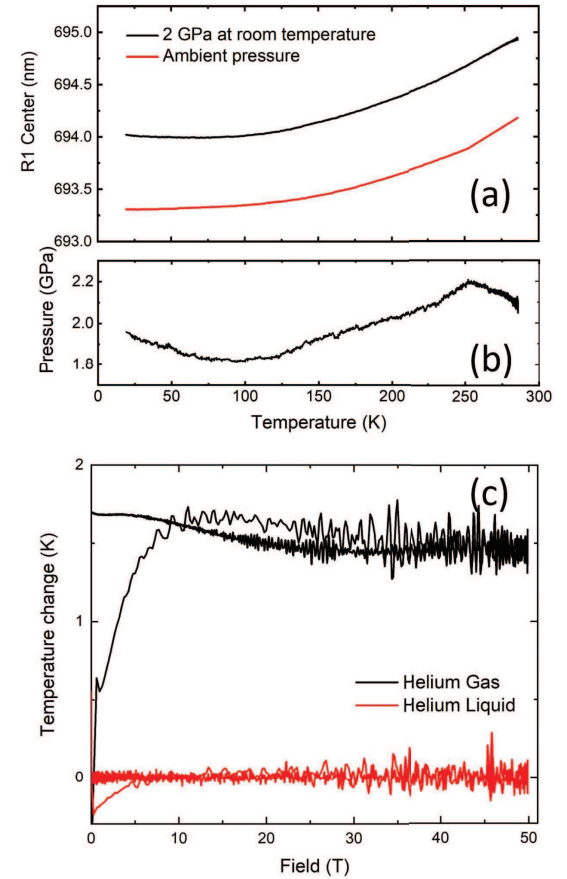 695.0
2 GPa at room temperature
Ambient pressure
694.5
694.0
693.5
693.0
R1 Center (nm)
(a)
2.2
2.0
1.8
Pressure (GPa)
(b)
0 50 100 150 200 250 300
Temperature (K)
2
1
0
Temperature change (K)
(c)
Helium Gas
Helium Liquid
0 10 20 30 40 50
Field (T)